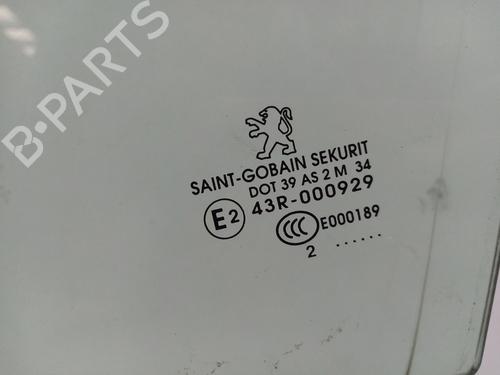 B-PARTS
SAINT-GOBAIN SEKURIT
DOT 39 AS 2 M 34
E2 43R-000929
CCC E000189
2 ......